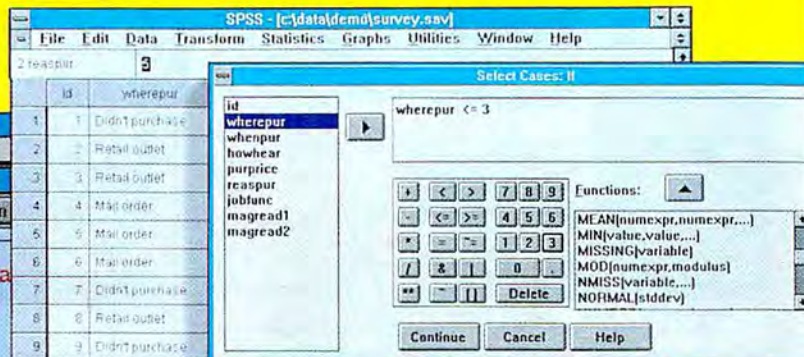 SPSS - [c:\data\demo\survey.sav]
File Edit Data Transform Statistics Graphs Utilities Window Help
2 reaspur 3
id wherepur
1 1 Didn't purchase
2 2 Retail outlet
3 3 Retail outlet
4 4 Mail order
5 5 Mail order
6 6 Mail order
7 7 Didn't purchase
8 8 Retail outlet
9 9 Didn't purchase
Select Cases: If
id
wherepur
whenpur
howhear
purprice
reaspur
jobfunc
magread1
magread2
wherepur <= 3
+ < > 7 8 9
- <= >= 4 5 6
* = ~= 1 2 3
/ & | 0 .
** ~ [] Delete
Functions:
MEAN(numexpr,numexpr,...)
MIN(value,value,...)
MISSING(variable)
MOD(numexpr,modulus)
NMISS(variable,...)
NORMAL(stddev)
Continue Cancel Help